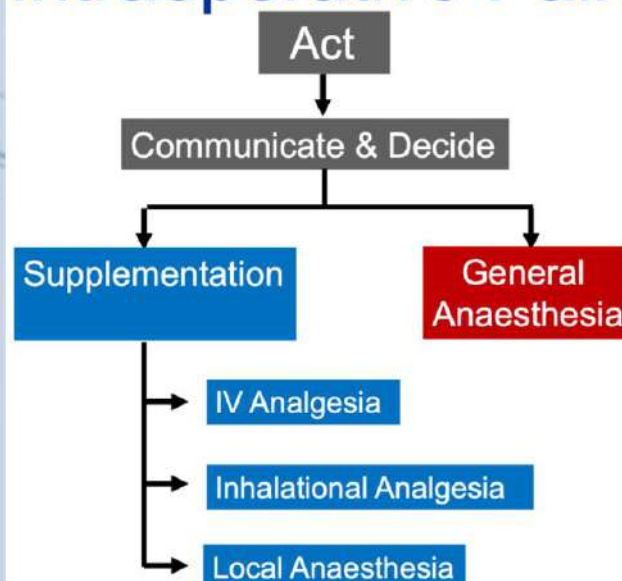 Act
Communicate & Decide
Supplementation
General
Anaesthesia
IV Analgesia
Inhalational Analgesia
Local Anaesthesia